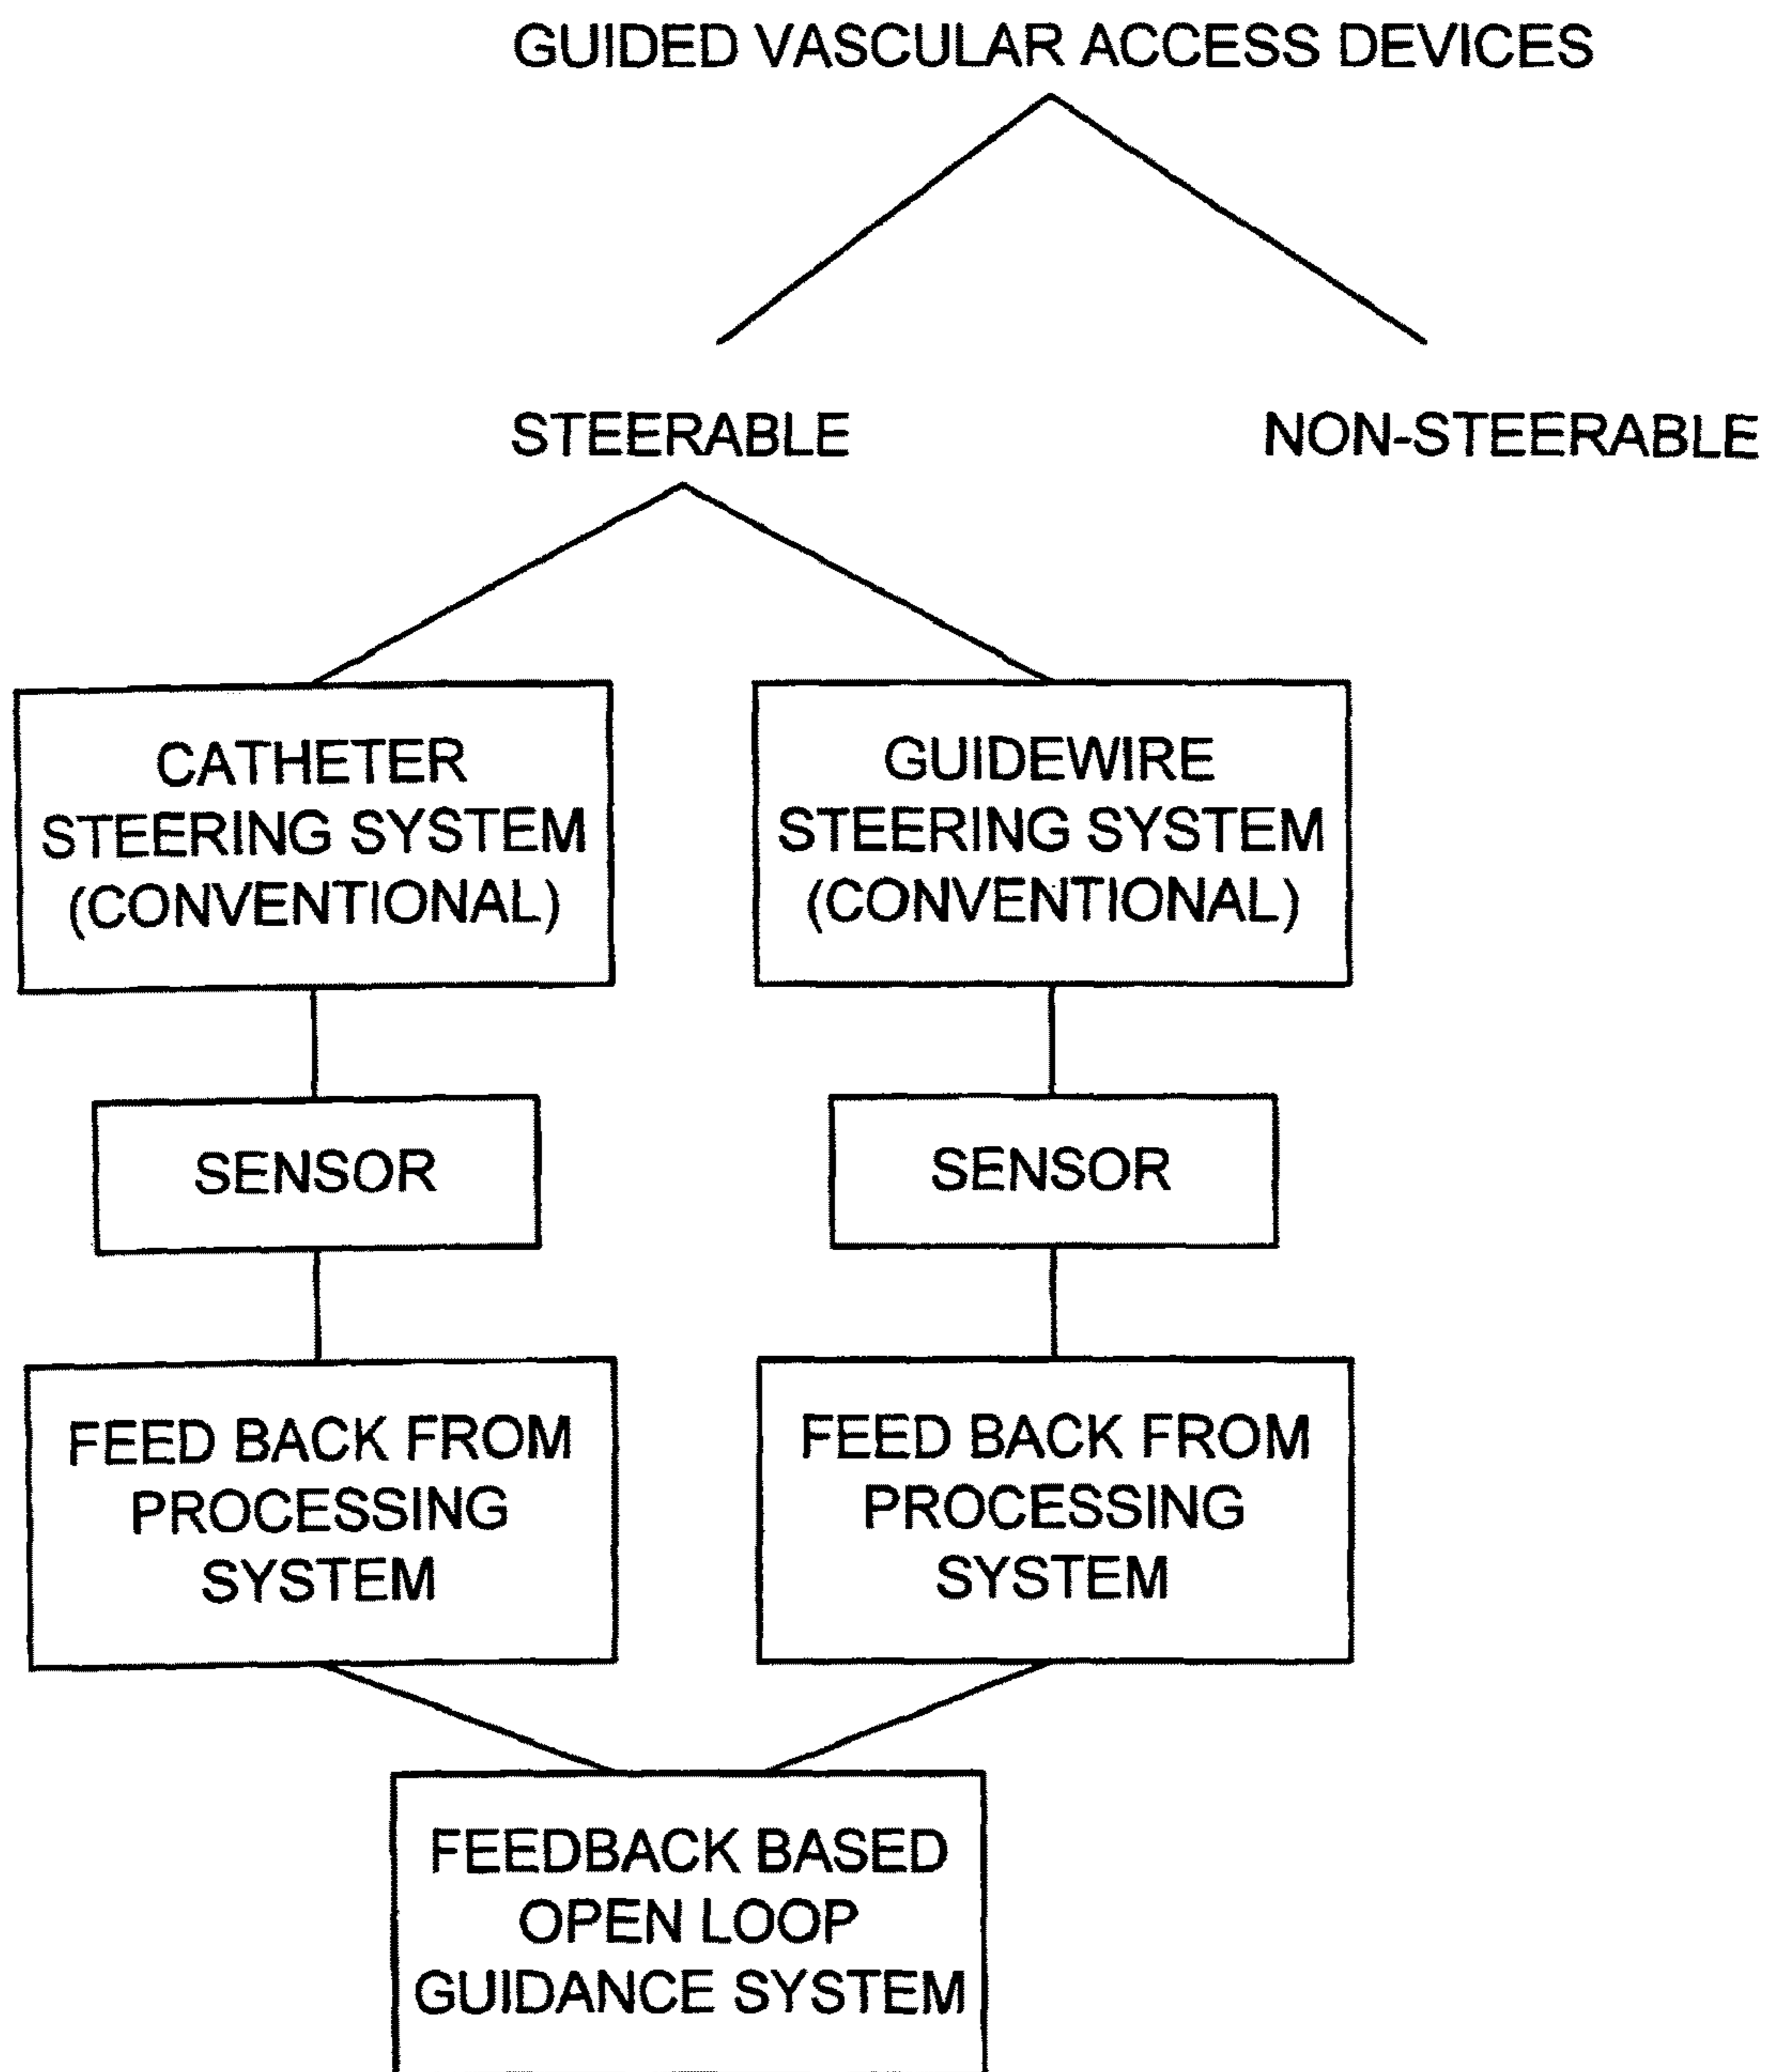 GUIDED VASCULAR ACCESS DEVICES
STEERABLE
NON-STEERABLE
CATHETER
STEERING SYSTEM
(CONVENTIONAL)
GUIDEWIRE
STEERING SYSTEM
(CONVENTIONAL)
SENSOR
SENSOR
FEED BACK FROM
PROCESSING
SYSTEM
FEED BACK FROM
PROCESSING
SYSTEM
FEEDBACK BASED
OPEN LOOP
GUIDANCE SYSTEM